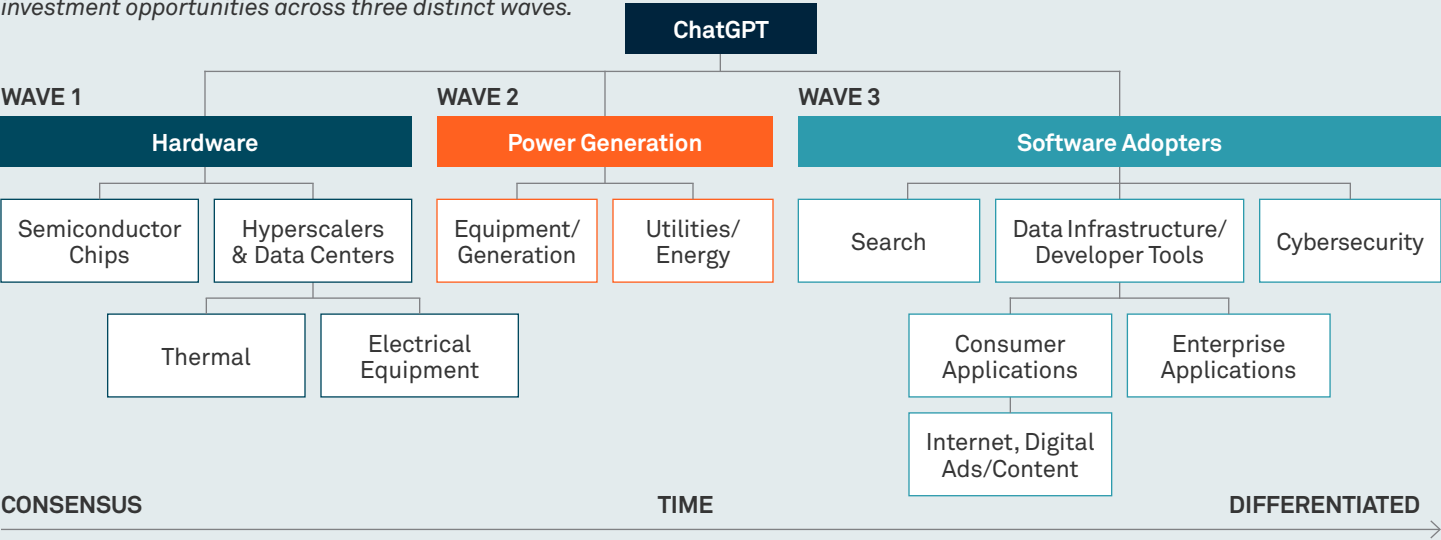 investment opportunities across three distinct waves.
ChatGPT
WAVE 1
WAVE 2
WAVE 3
Hardware
Power Generation
Software Adopters
Semiconductor
Chips
Hyperscalers
& Data Centers
Equipment/
Generation
Utilities/
Energy
Search
Data Infrastructure/
Developer Tools
Cybersecurity
Thermal
Electrical
Equipment
Consumer
Applications
Enterprise
Applications
Internet, Digital
Ads/Content
CONSENSUS
TIME
DIFFERENTIATED